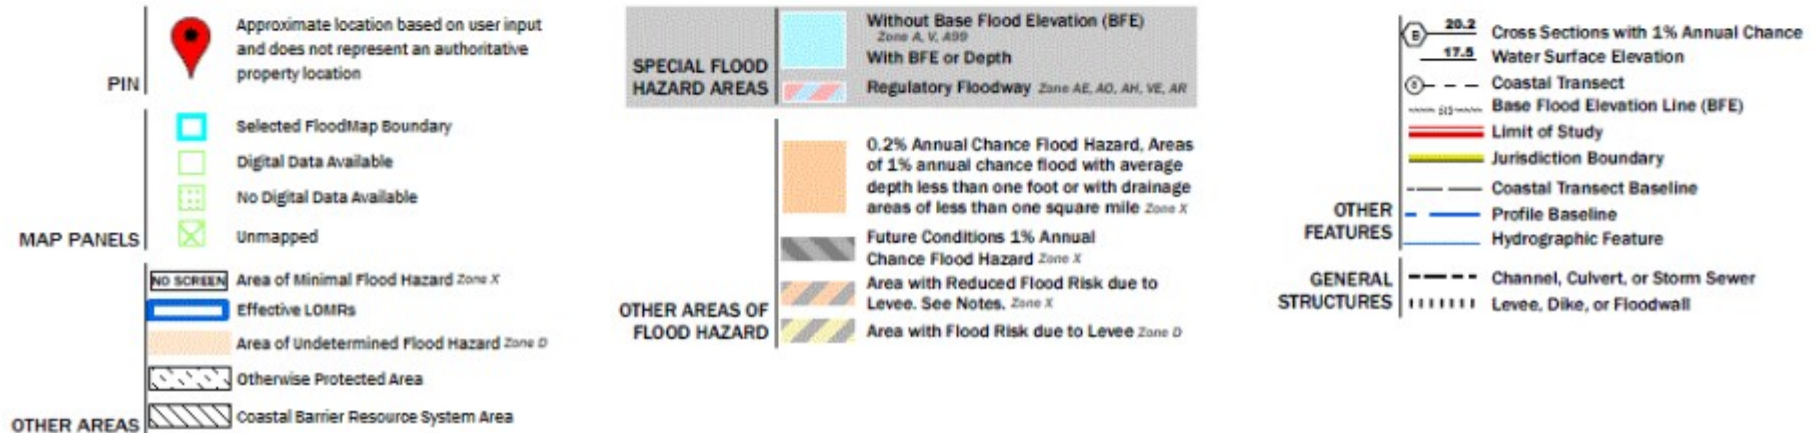 Approximate location based on user input
and does not represent an authoritative
property location
PIN
Selected FloodMap Boundary
Digital Data Available
No Digital Data Available
Unmapped
MAP PANELS
NO SCREEN Area of Minimal Flood Hazard Zone X
Effective LOMRs
Area of Undetermined Flood Hazard Zone D
Otherwise Protected Area
Coastal Barrier Resource System Area
OTHER AREAS
Without Base Flood Elevation (BFE)
Zone A, V, A99
With BFE or Depth
SPECIAL FLOOD
HAZARD AREAS
Regulatory Floodway Zone AE, AO, AH, VE, AR
0.2% Annual Chance Flood Hazard, Areas
of 1% annual chance flood with average
depth less than one foot or with drainage
areas of less than one square mile Zone X
Future Conditions 1% Annual
Chance Flood Hazard Zone X
Area with Reduced Flood Risk due to
Levee. See Notes. Zone X
OTHER AREAS OF
FLOOD HAZARD
Area with Flood Risk due to Levee Zone D
B 20.2 Cross Sections with 1% Annual Chance
17.5 Water Surface Elevation
8 Coastal Transect
513 Base Flood Elevation Line (BFE)
Limit of Study
Jurisdiction Boundary
Coastal Transect Baseline
OTHER
FEATURES
Profile Baseline
Hydrographic Feature
GENERAL
STRUCTURES
Channel, Culvert, or Storm Sewer
Levee, Dike, or Floodwall